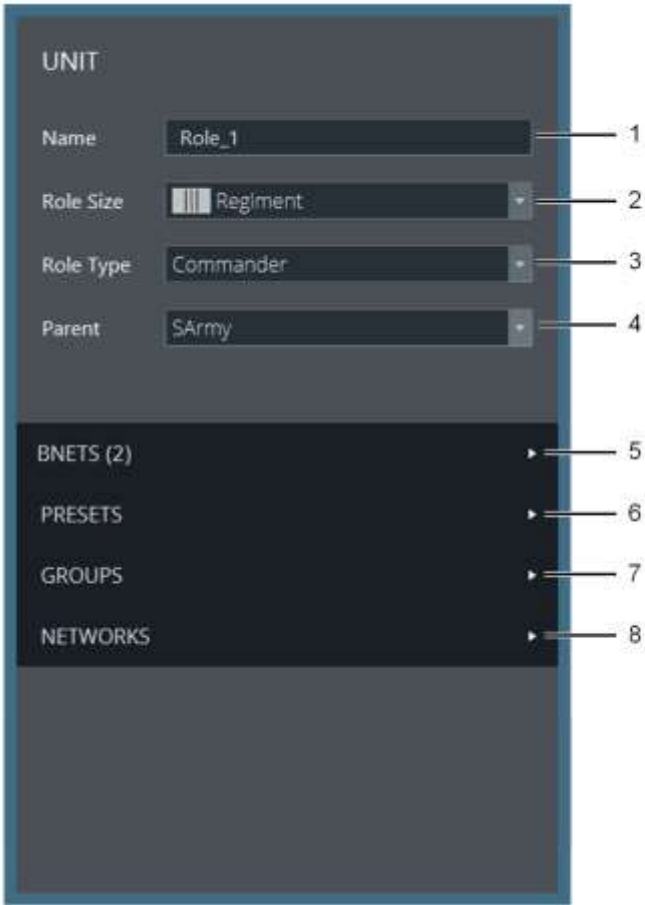 UNIT
Name Role_1 1
Role Size Regiment 2
Role Type Commander 3
Parent SArmy 4
BNETS (2) 5
PRESETS 6
GROUPS 7
NETWORKS 8